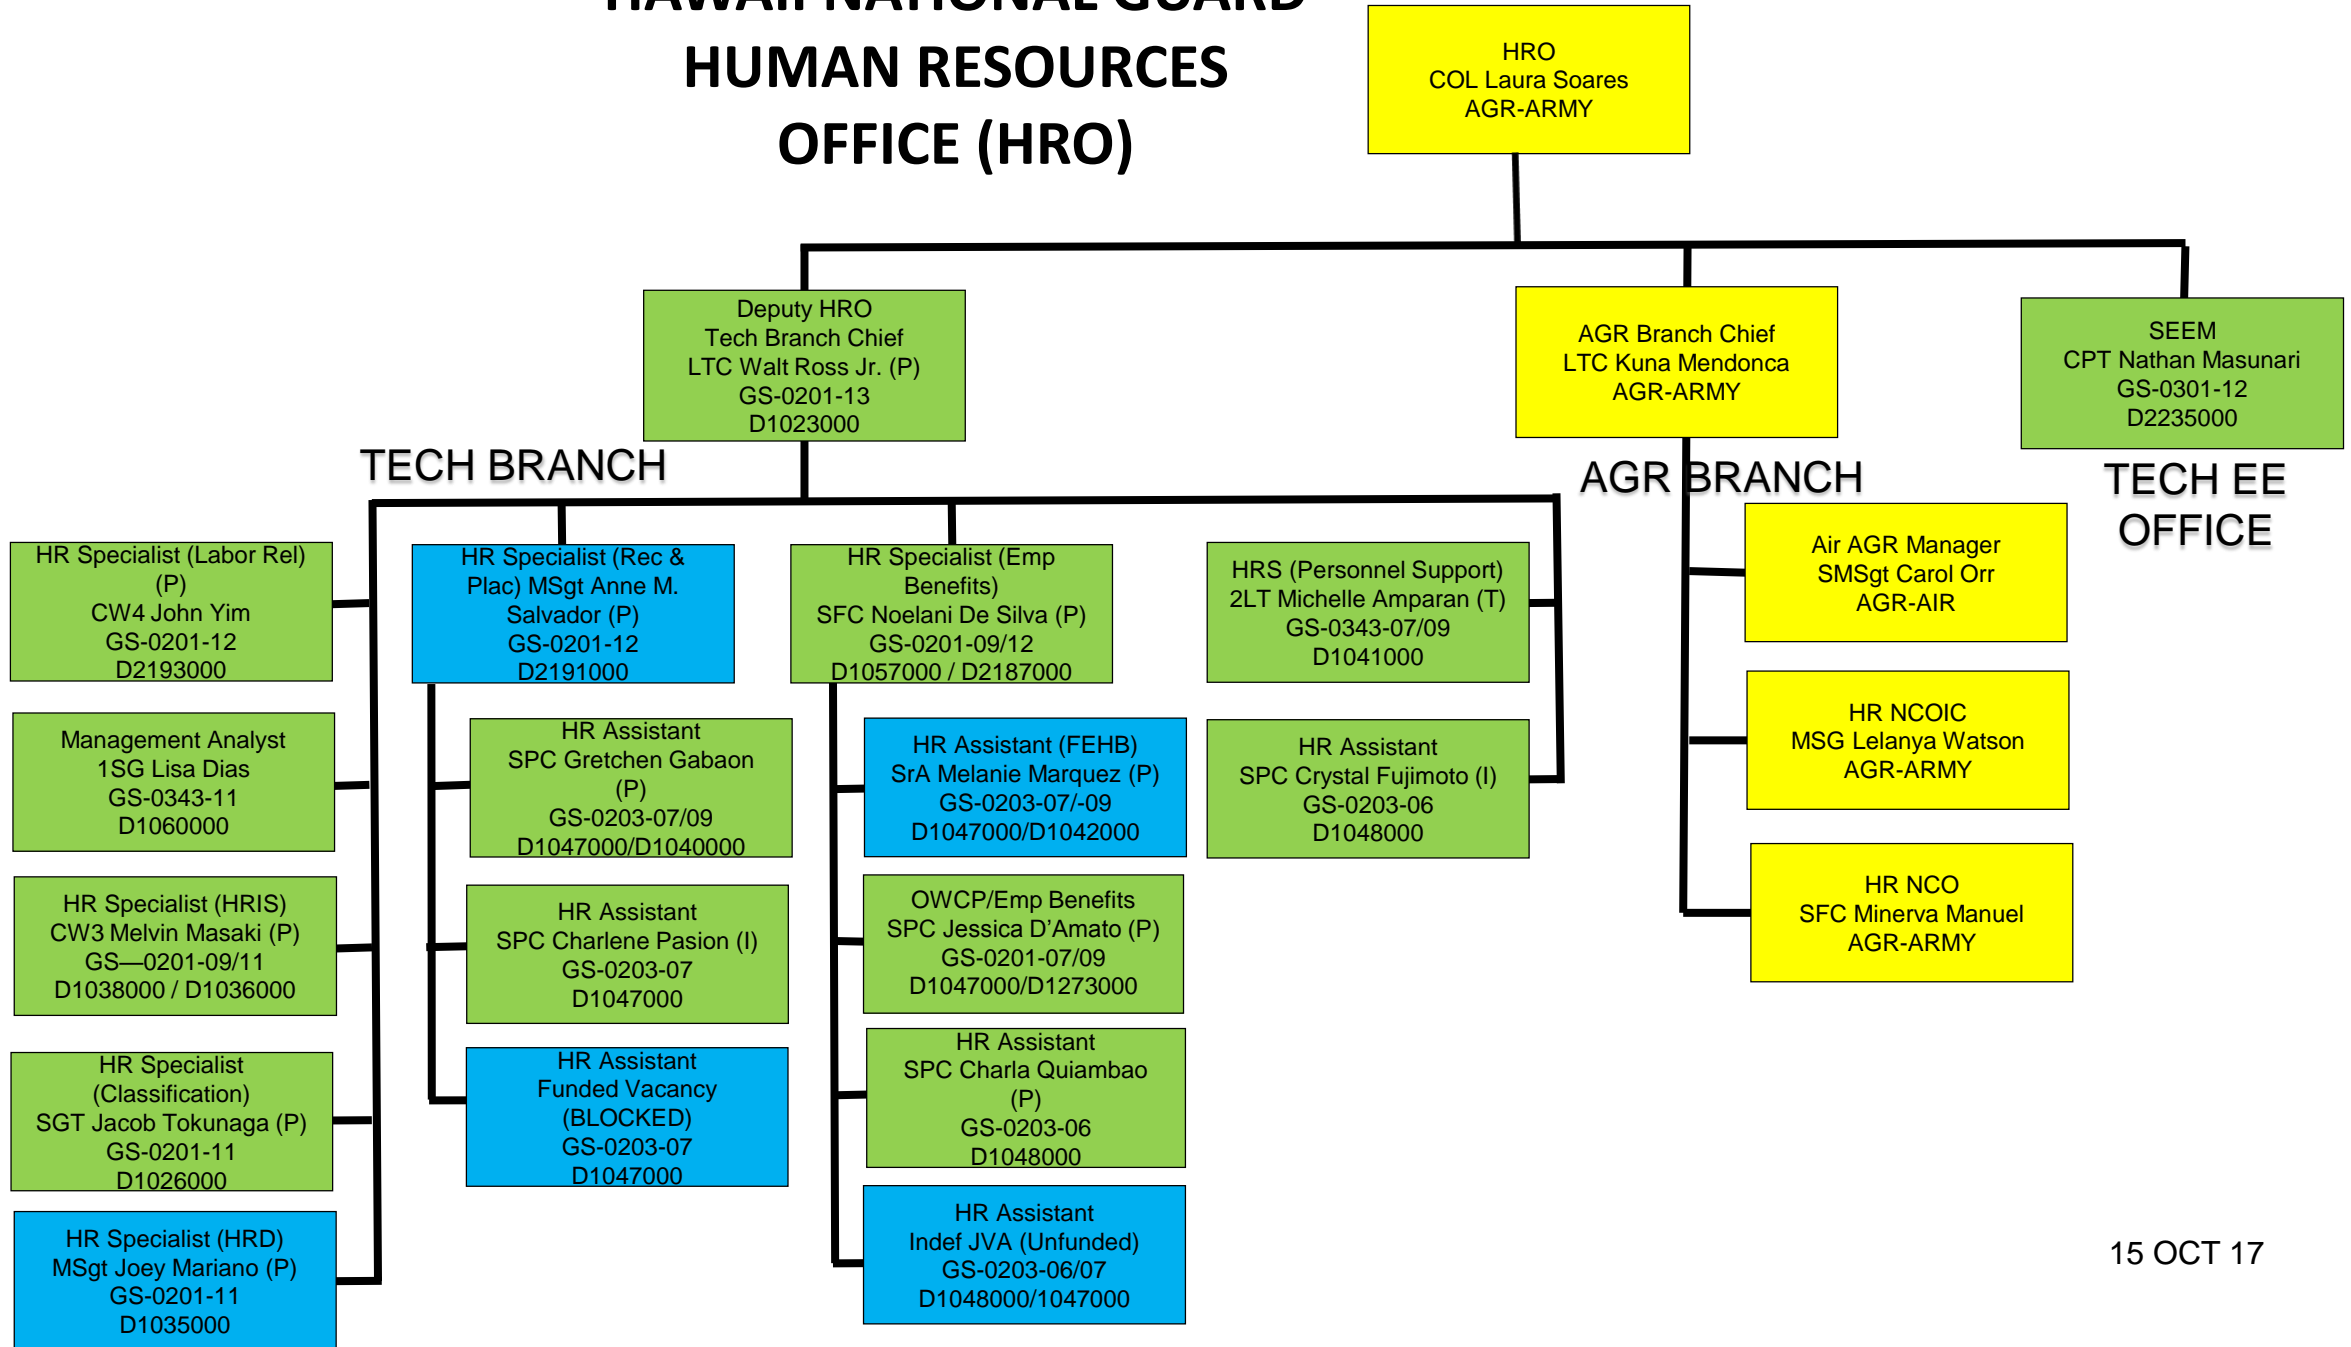 HAWAII NATIONAL GUARD
HUMAN RESOURCES
OFFICE (HRO)
HRO
COL Laura Soares
AGR-ARMY
Deputy HRO
Tech Branch Chief
LTC Walt Ross Jr. (P)
GS-0201-13
D1023000
AGR Branch Chief
LTC Kuna Mendonca
AGR-ARMY
SEEM
CPT Nathan Masunari
GS-0301-12
D2235000
TECH BRANCH
AGR BRANCH
TECH EE
OFFICE
HR Specialist (Labor Rel)
(P)
CW4 John Yim
GS-0201-12
D2193000
Management Analyst
1SG Lisa Dias
GS-0343-11
D1060000
HR Specialist (HRIS)
CW3 Melvin Masaki (P)
GS—0201-09/11
D1038000 / D1036000
HR Specialist
(Classification)
SGT Jacob Tokunaga (P)
GS-0201-11
D1026000
HR Specialist (HRD)
MSgt Joey Mariano (P)
GS-0201-11
D1035000
HR Specialist (Rec &
Plac) MSgt Anne M.
Salvador (P)
GS-0201-12
D2191000
HR Assistant
SPC Gretchen Gabaon
(P)
GS-0203-07/09
D1047000/D1040000
HR Assistant
SPC Charlene Pasion (I)
GS-0203-07
D1047000
HR Assistant
Funded Vacancy
(BLOCKED)
GS-0203-07
D1047000
HR Specialist (Emp
Benefits)
SFC Noelani De Silva (P)
GS-0201-09/12
D1057000 / D2187000
HR Assistant (FEHB)
SrA Melanie Marquez (P)
GS-0203-07/-09
D1047000/D1042000
OWCP/Emp Benefits
SPC Jessica D’Amato (P)
GS-0201-07/09
D1047000/D1273000
HR Assistant
SPC Charla Quiambao
(P)
GS-0203-06
D1048000
HR Assistant
Indef JVA (Unfunded)
GS-0203-06/07
D1048000/1047000
HRS (Personnel Support)
2LT Michelle Amparan (T)
GS-0343-07/09
D1041000
HR Assistant
SPC Crystal Fujimoto (I)
GS-0203-06
D1048000
Air AGR Manager
SMSgt Carol Orr
AGR-AIR
HR NCOIC
MSG Lelanya Watson
AGR-ARMY
HR NCO
SFC Minerva Manuel
AGR-ARMY
15 OCT 17